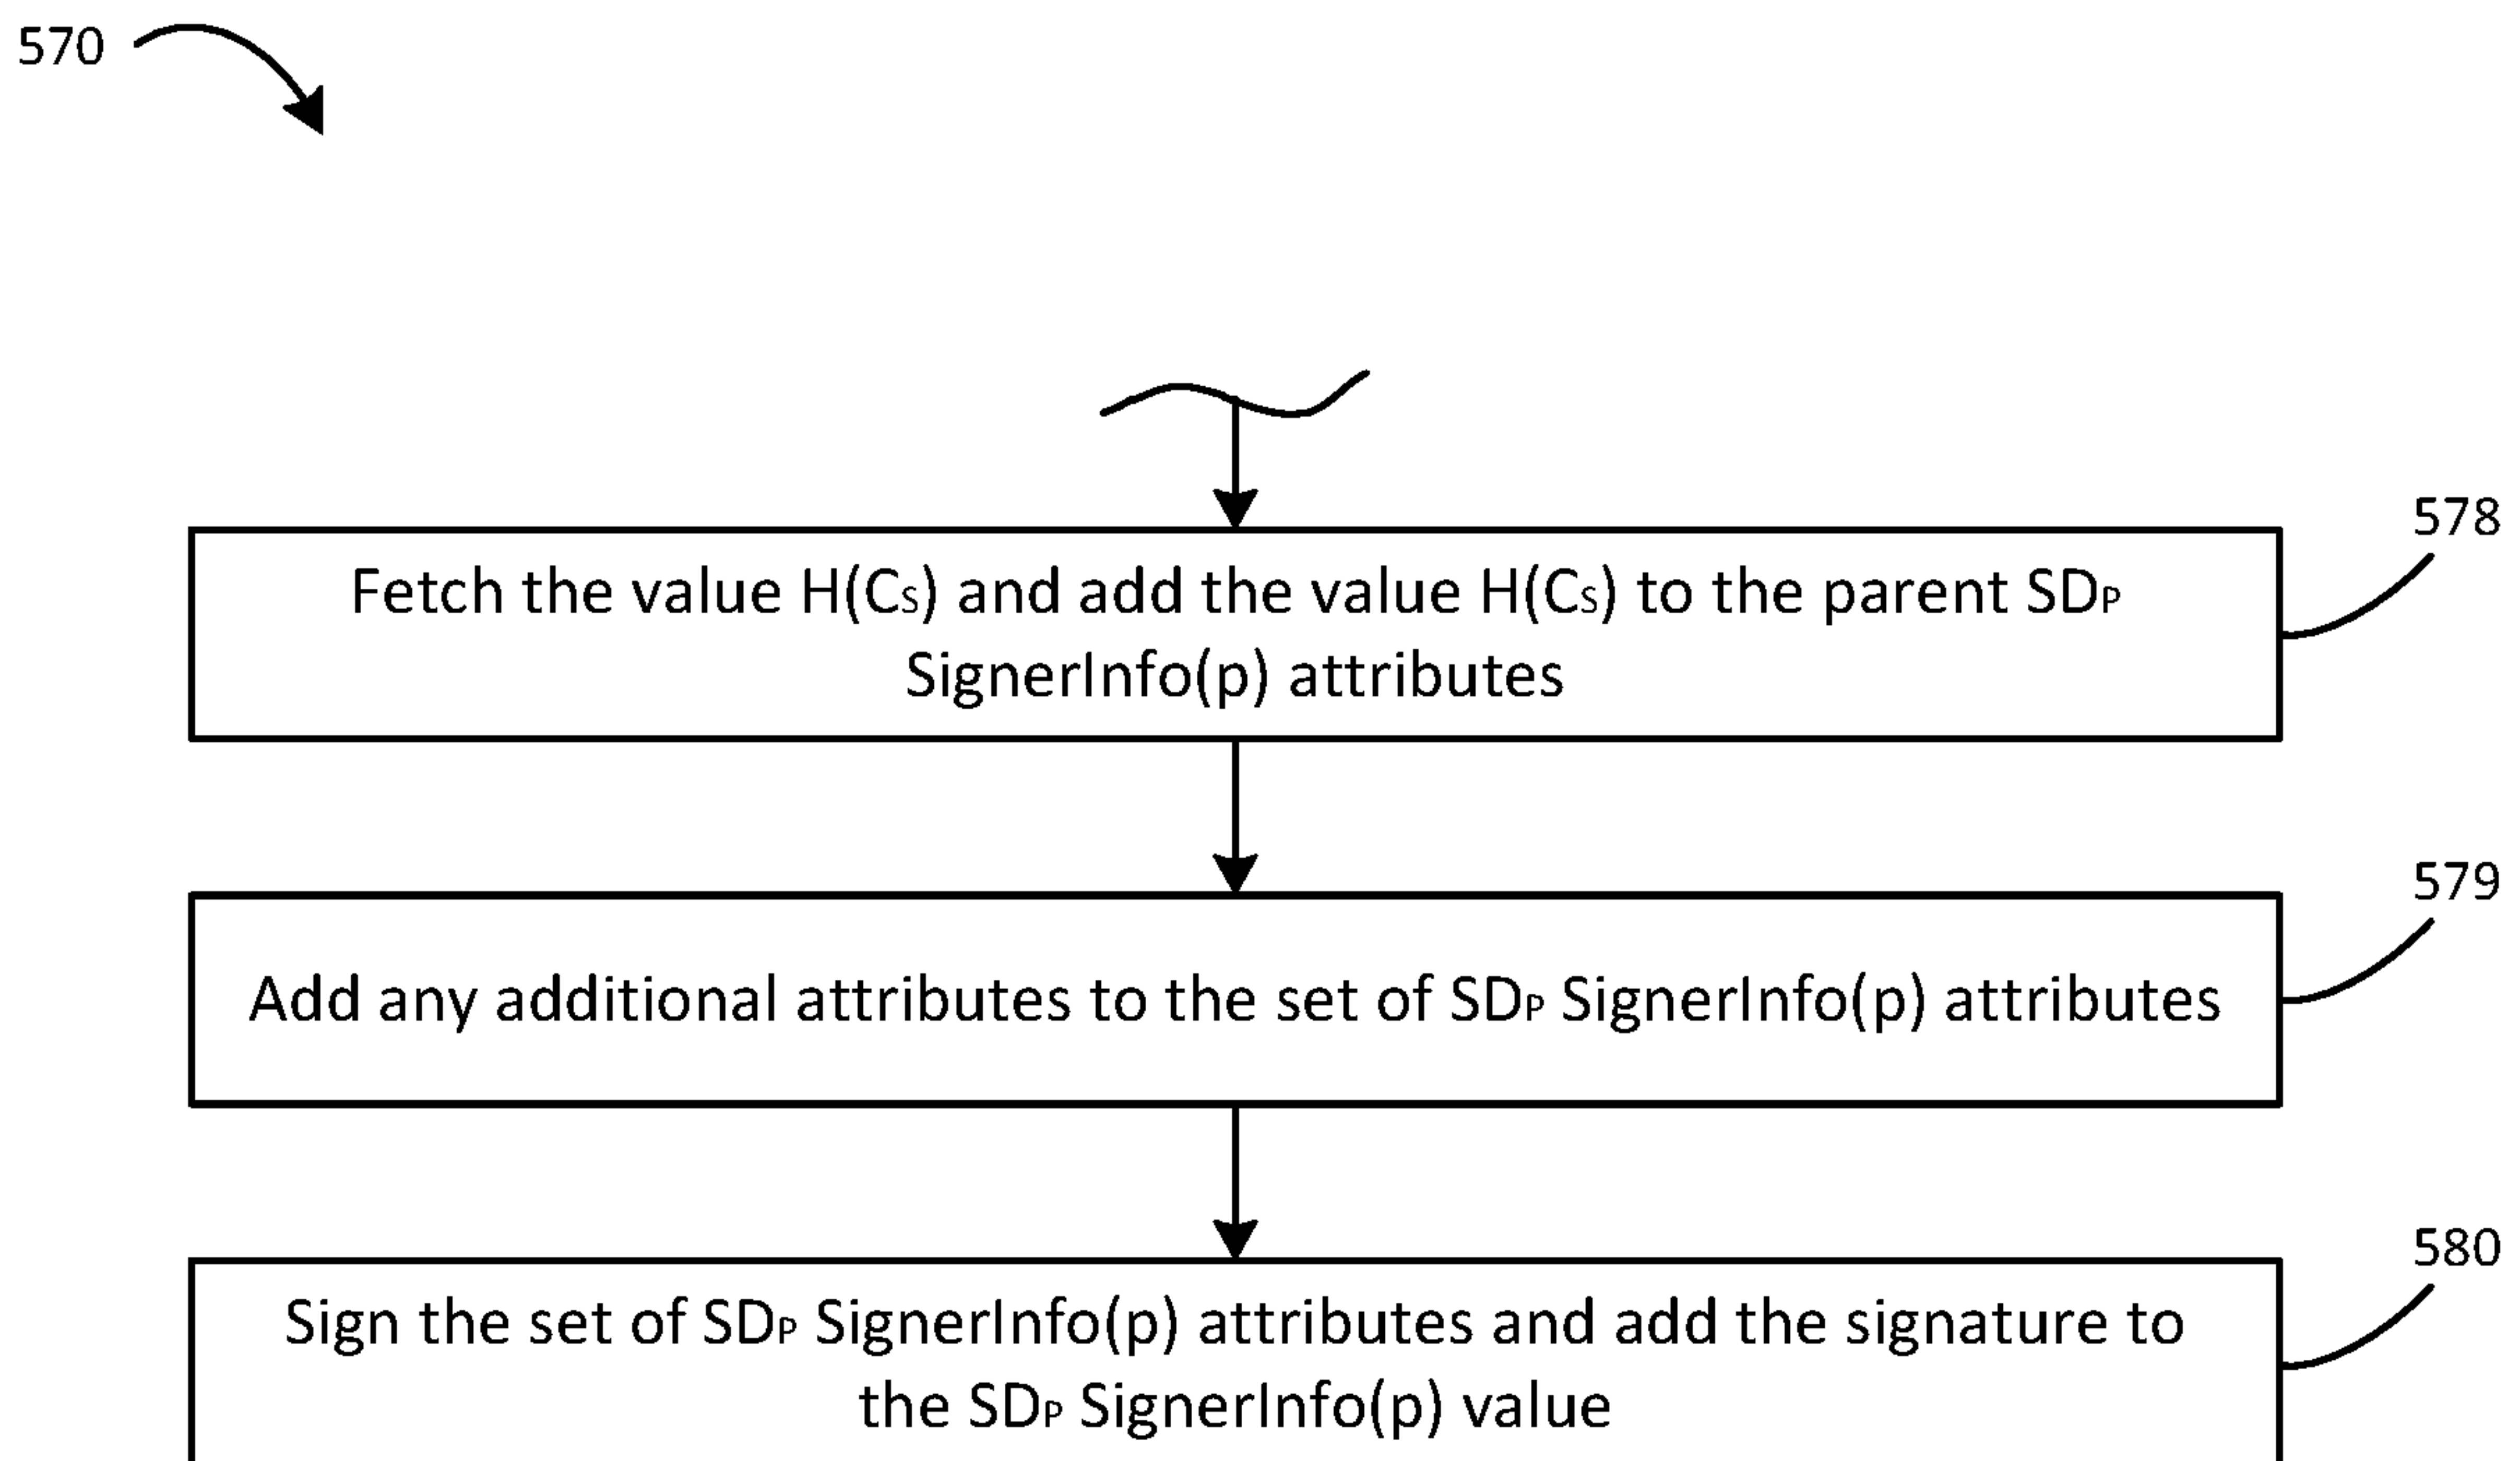 570
578
Fetch the value H(Cs) and add the value H(Cs) to the parent SDP
SignerInfo(p) attributes
579
Add any additional attributes to the set of SDP SignerInfo(p) attributes
580
Sign the set of SDP SignerInfo(p) attributes and add the signature to
the SDP SignerInfo(p) value